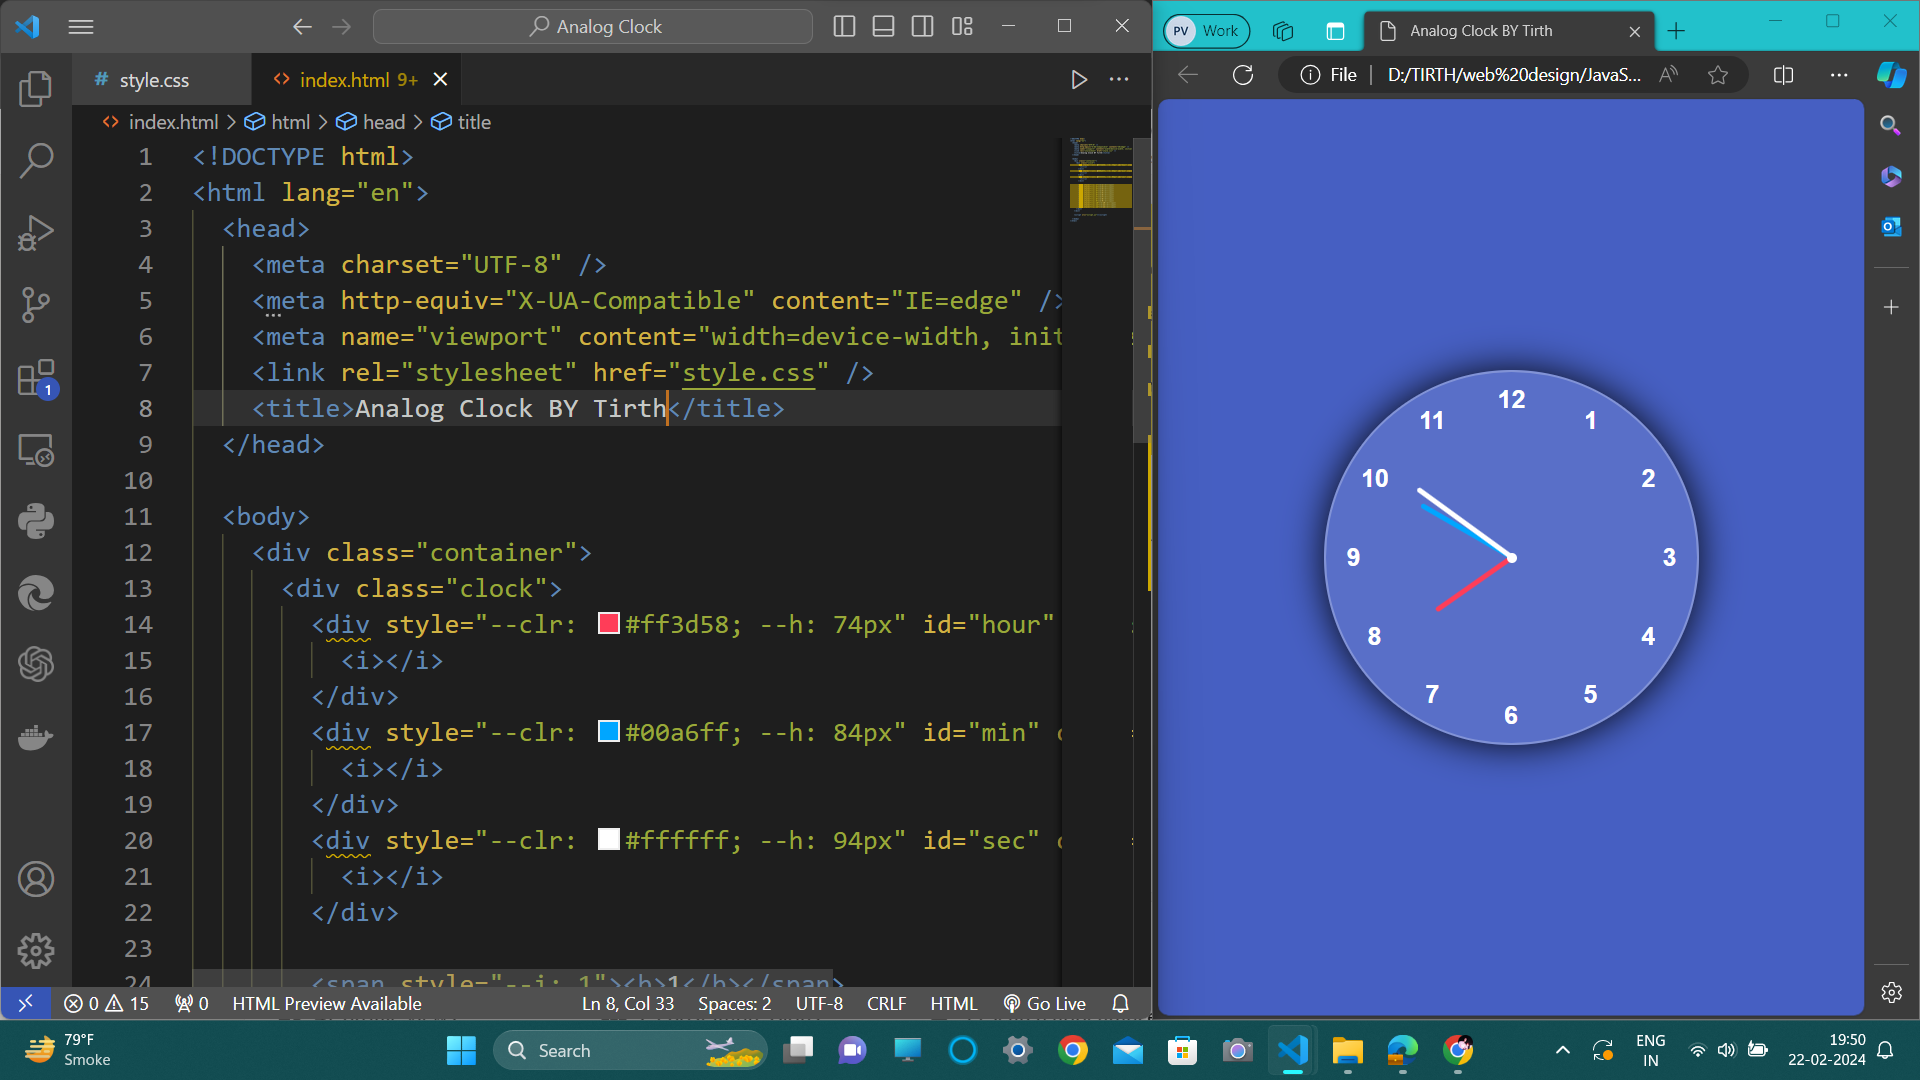 Analog Clock
style.css
index.html 9+
index.html > html > head > title
1 <!DOCTYPE html>
2 <html lang="en">
3 <head>
4 <meta charset="UTF-8" />
5 <meta http-equiv="X-UA-Compatible" content="IE=edge" />
6 <meta name="viewport" content="width=device-width, init
7 <link rel="stylesheet" href="style.css" />
8 <title>Analog Clock BY Tirth</title>
9 </head>
10
11 <body>
12 <div class="container">
13 <div class="clock">
14 <div style="--clr: #ff3d58; --h: 74px" id="hour"
15 <i></i>
16 </div>
17 <div style="--clr: #00a6ff; --h: 84px" id="min"
18 <i></i>
19 </div>
20 <div style="--clr: #ffffff; --h: 94px" id="sec"
21 <i></i>
22 </div>
23
24 <span style="--i: 1"><b>1</b></span>
1
0 15 0 HTML Preview Available Ln 8, Col 33 Spaces: 2 UTF-8 CRLF HTML Go Live
PV Work Analog Clock BY Tirth
File D:/TIRTH/web%20design/JavaS...
12
11 1
10 2
9 3
8 4
7 5
6
79°F
Smoke
Search
ENG
IN
19:50
22-02-2024